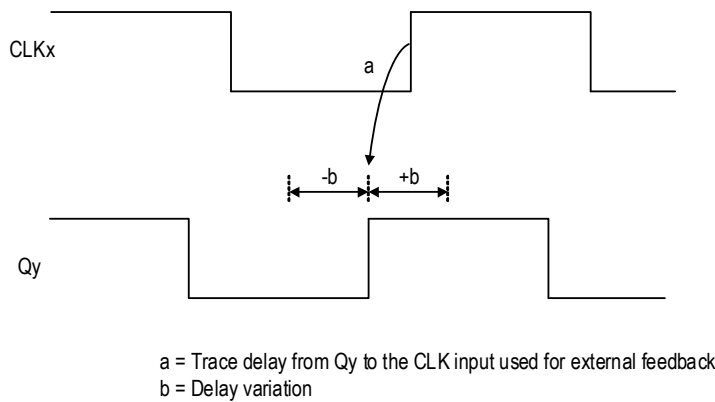 CLKx
a
-b
+b
Qy
a = Trace delay from Qy to the CLK input used for external feedback
b = Delay variation